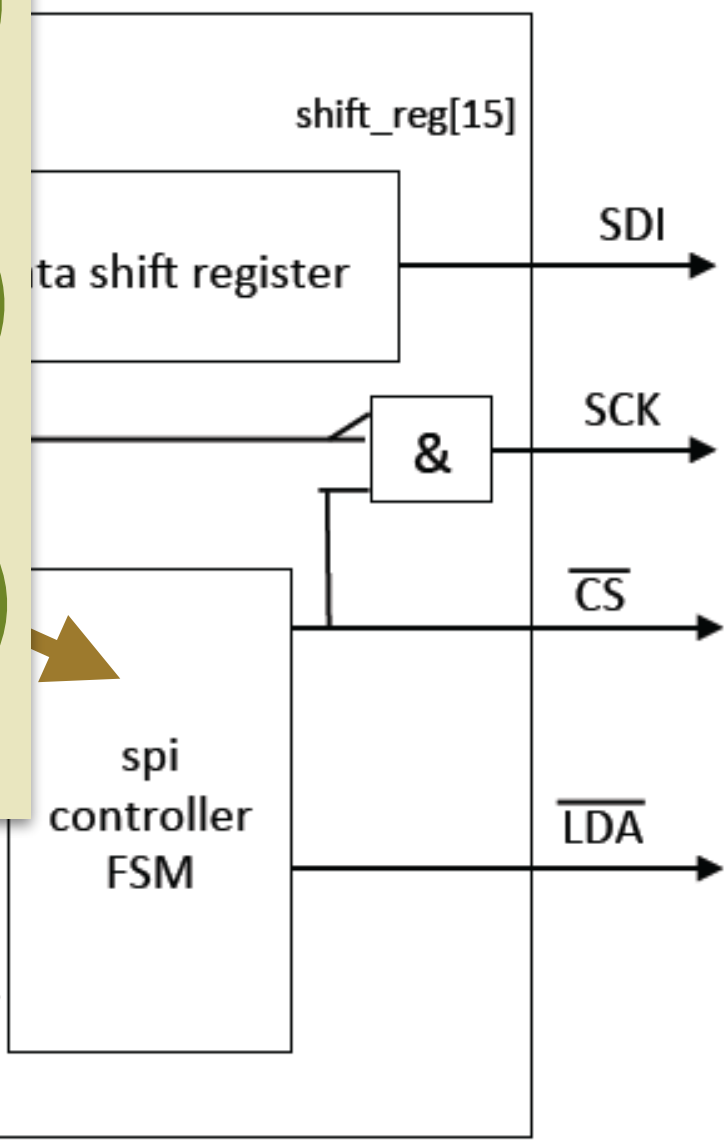 shift_reg[15]
SDI
ta shift register
SCK
&
CS
spi
controller
FSM
LDA